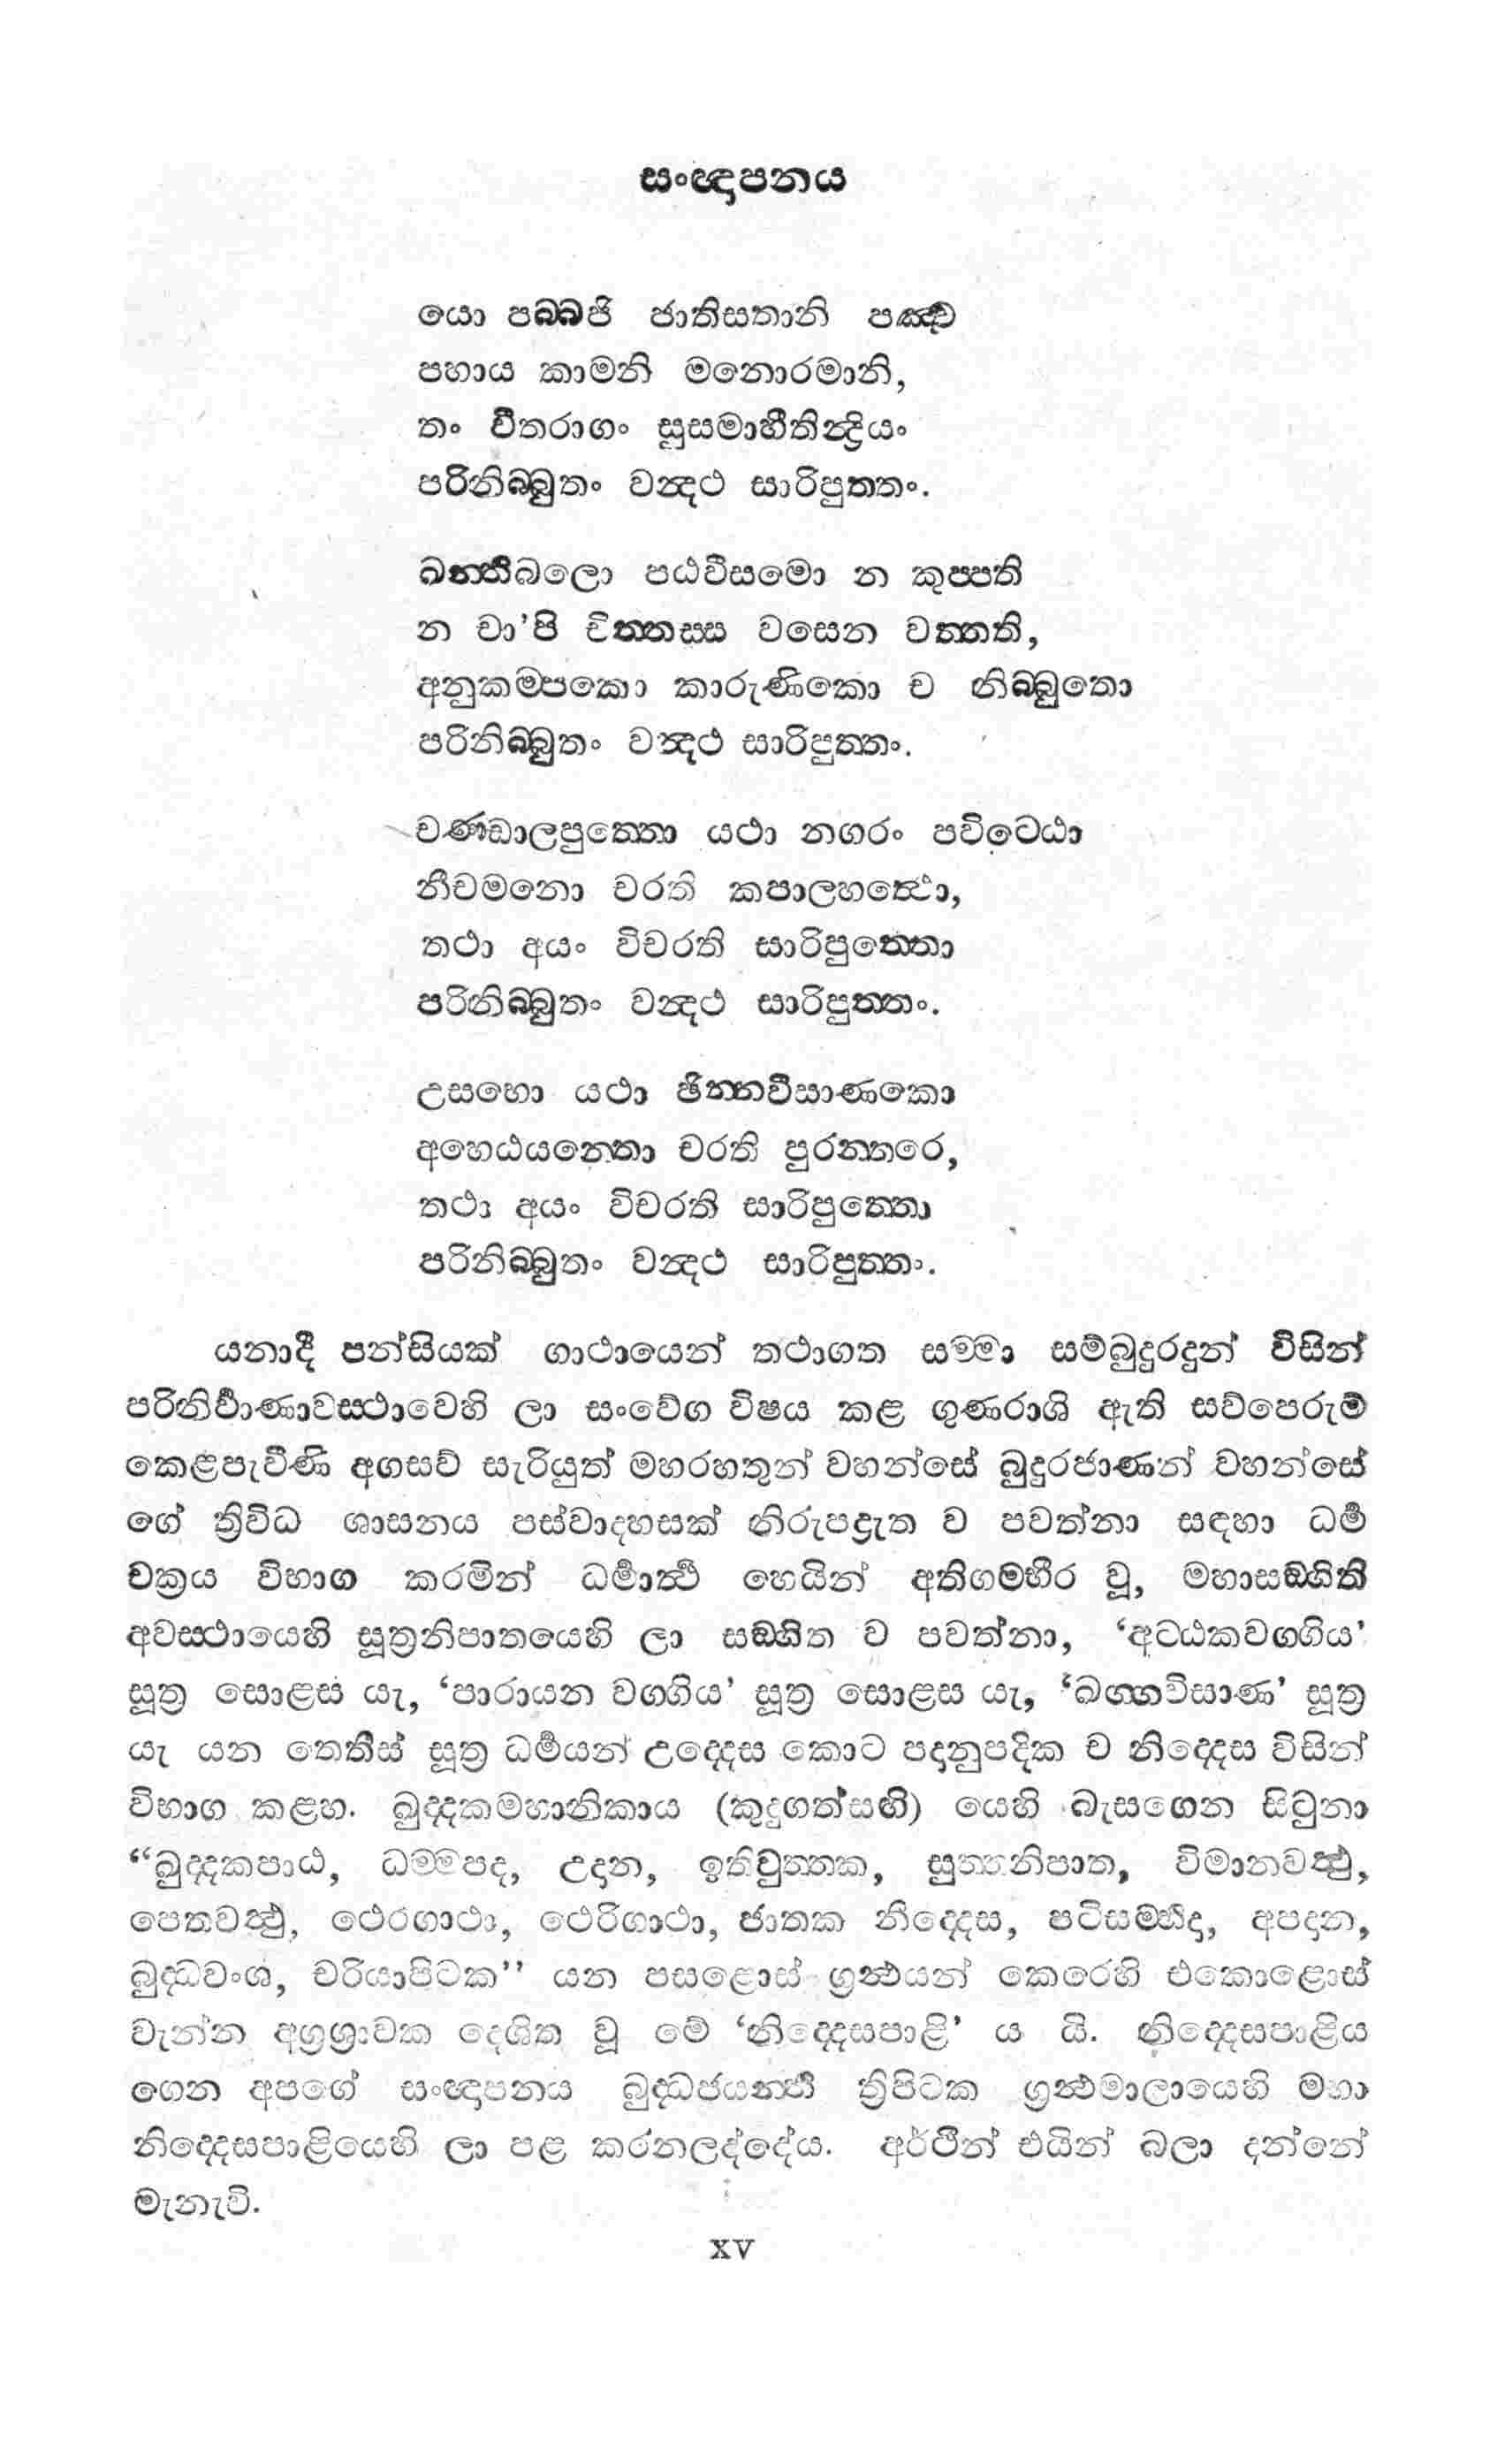 සංඥාපනය
යො පබ්බජි ජාතිසතානි පඤ්ච
පහාය කාමනි මනොරමානි,
තං වීතරාගං සුසමාහිතින්ද්‍රියං
පරිනිබ්බුතං වන්දථ සාරිපුත්තං.
ඛන්තිබලො පඨවිසමො න කුප්පති
න චා'පි චිත්තස්ස වසෙන වත්තති,
අනුකම්පකො කාරුණිකො ච නිබ්බුතො
පරිනිබ්බුතං වන්දථ සාරිපුත්තං.
චණ්ඩාලපුත්තො යථා නගරං පවිට්ඨො
නීචමනො චරති කපාලහත්ථො,
තථා අයං විචරති සාරිපුත්තො
පරිනිබ්බුතං වන්දථ සාරිපුත්තං.
උසභො යථා ඡින්නවිසාණකො
අහෙඨයන්තො චරති පුරන්තරෙ,
තථා අයං විචරති සාරිපුත්තො
පරිනිබ්බුතං වන්දථ සාරිපුත්තං.
යනාදී පන්සියක් ගාථායෙන් තථාගත සම්මා සම්බුදුරදුන් විසින්
පරිනිර්‍වාණාවස්ථාවෙහි ලා සංවේග විෂය කළ ගුණරාශි ඇති සව්පෙරුම්
කෙළපැවිණි අගසව් සැරියුත් මහරහතුන් වහන්සේ බුදුරජාණන් වහන්සේ
ගේ ත්‍රිවිධ ශාසනය පස්වාදහසක් නිරුපද්‍රැත ව පවත්නා සඳහා ධර්‍ම
චක්‍රය විභාග කරමින් ධර්‍මාර්‍ත්ථ හෙයින් අතිගම්භීර වූ, මහාසඞ්ගීති
අවස්ථායෙහි සූත්‍රනිපාතයෙහි ලා සඞ්ගීත ව පවත්නා, ‘අට්ඨකවග්ගිය’
සූත්‍ර සොළස යැ, ‘පාරායන වග්ගිය’ සූත්‍ර සොළස යැ, ‘ඛග්ගවිසාණ’ සූත්‍ර
යැ යන තෙතිස් සූත්‍ර ධර්‍මයන් උද්දෙස කොට පදානුපදික ව නිද්දෙස විසින්
විභාග කළහ. ඛුද්දකමහානිකාය (කුදුගත්සඟි) යෙහි බැසගෙන සිටුනා
“ඛුද්දකපාඨ, ධම්මපද, උදාන, ඉතිවුත්තක, සුත්තනිපාත, විමානවත්ථු,
පෙතවත්ථු, ථෙරගාථා, ථෙරිගාථා, ජාතක නිද්දෙස, පටිසම්භිදා, අපදාන,
බුද්ධවංශ, චරියාපිටක’’ යන පසළොස් ග්‍රන්ථයන් කෙරෙහි එකොළොස්
වැන්න අග්‍රශ්‍රාවක දෙශිත වූ මේ ‘නිද්දෙසපාළි’ ය යි. නිද්දෙසපාළිය
ගෙන අපගේ සංඥාපනය බුද්ධජයන්ති ත්‍රිපිටක ග්‍රන්ථමාලායෙහි මහා
නිද්දෙසපාළියෙහි ලා පළ කරනලද්දේය. අර්ථීන් එයින් බලා දන්නේ
මැනැවි.
xv